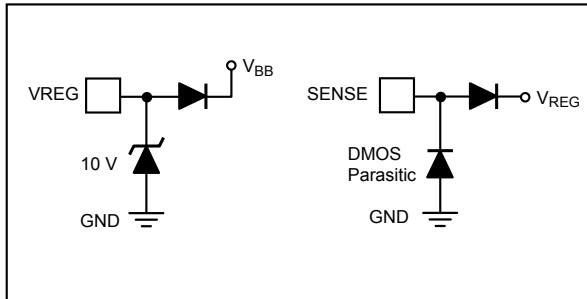 VREG
V_BB
10 V
GND
SENSE
V_REG
DMOS
Parasitic
GND